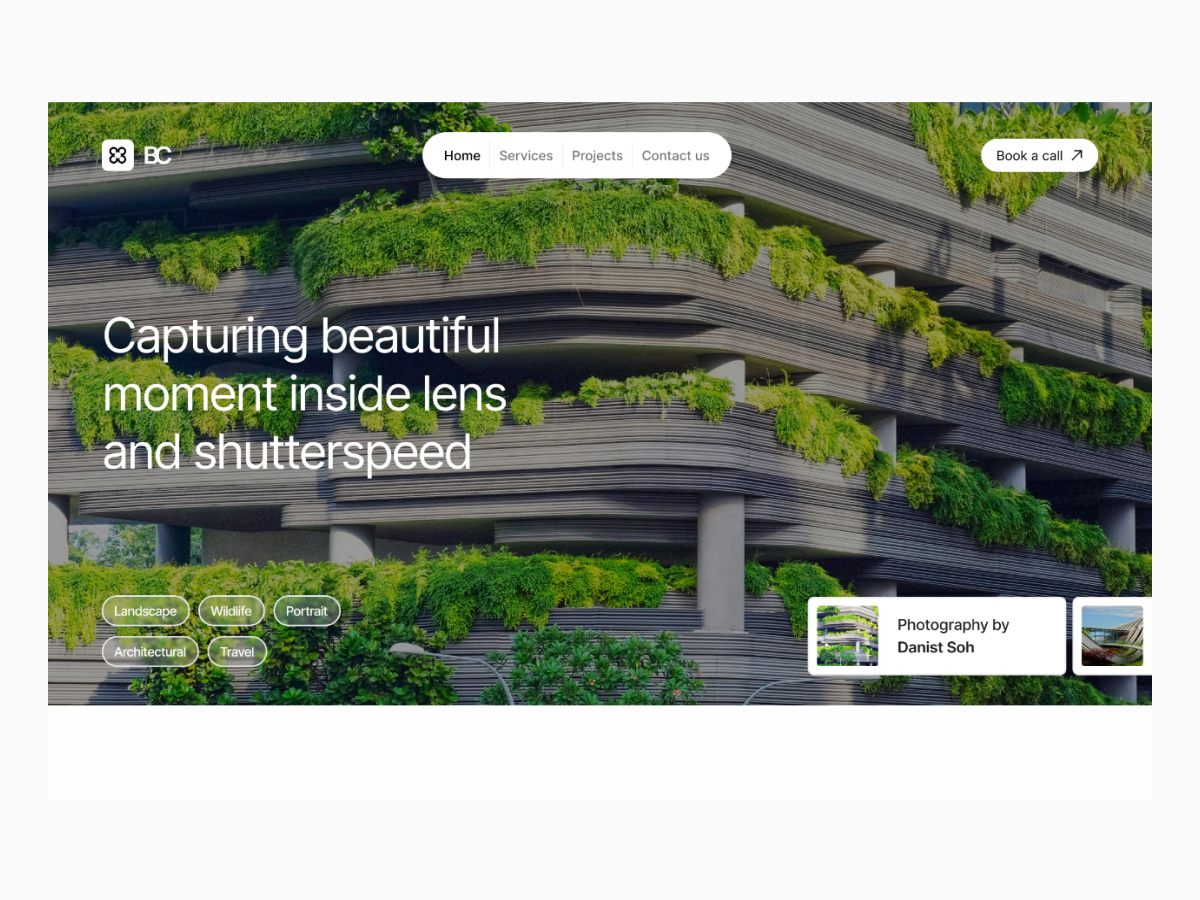 BC
Home
Services
Projects
Contact us
Book a call
Capturing beautiful
moment inside lens
and shutterspeed
Landscape
Wildlife
Portrait
Architectural
Travel
Photography by
Danist Soh